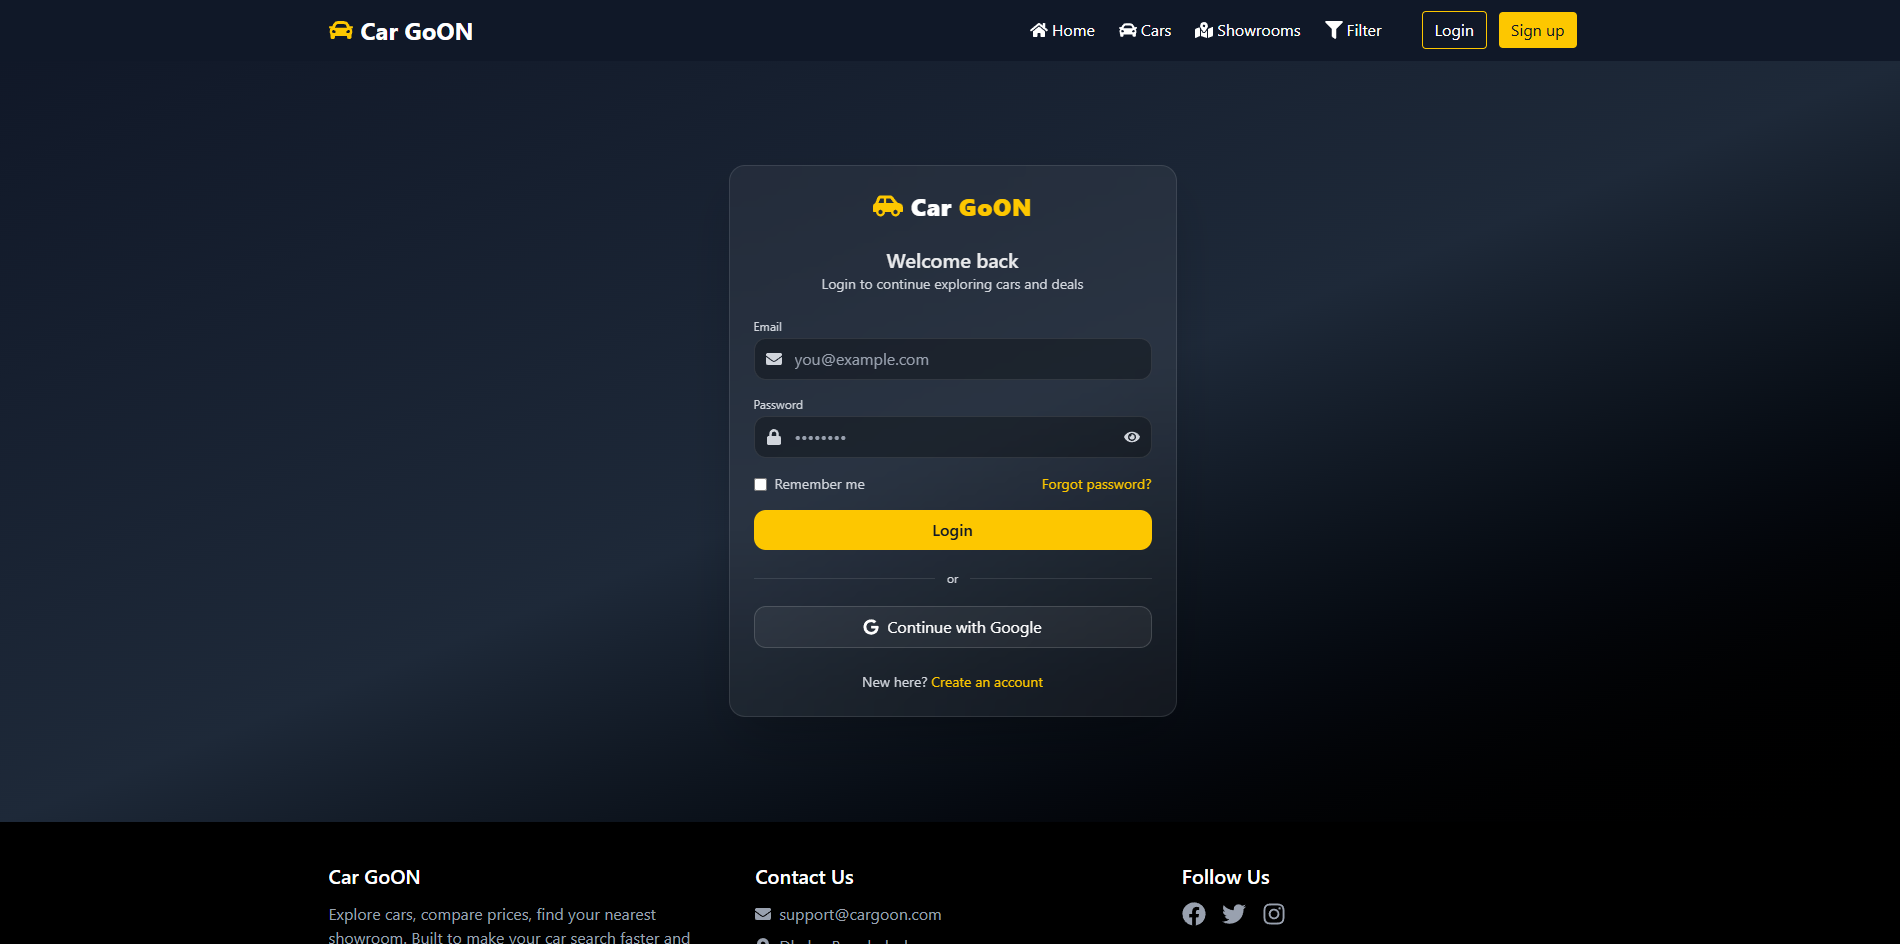 Car GoON
Home Cars Showrooms Filter Login Sign up
Car GoON
Welcome back
Login to continue exploring cars and deals
Email
you@example.com
Password
••••••••
Remember me Forgot password?
Login
or
Continue with Google
New here? Create an account
Car GoON
Explore cars, compare prices, find your nearest
showroom. Built to make your car search faster and
Contact Us
support@cargoon.com
Follow Us